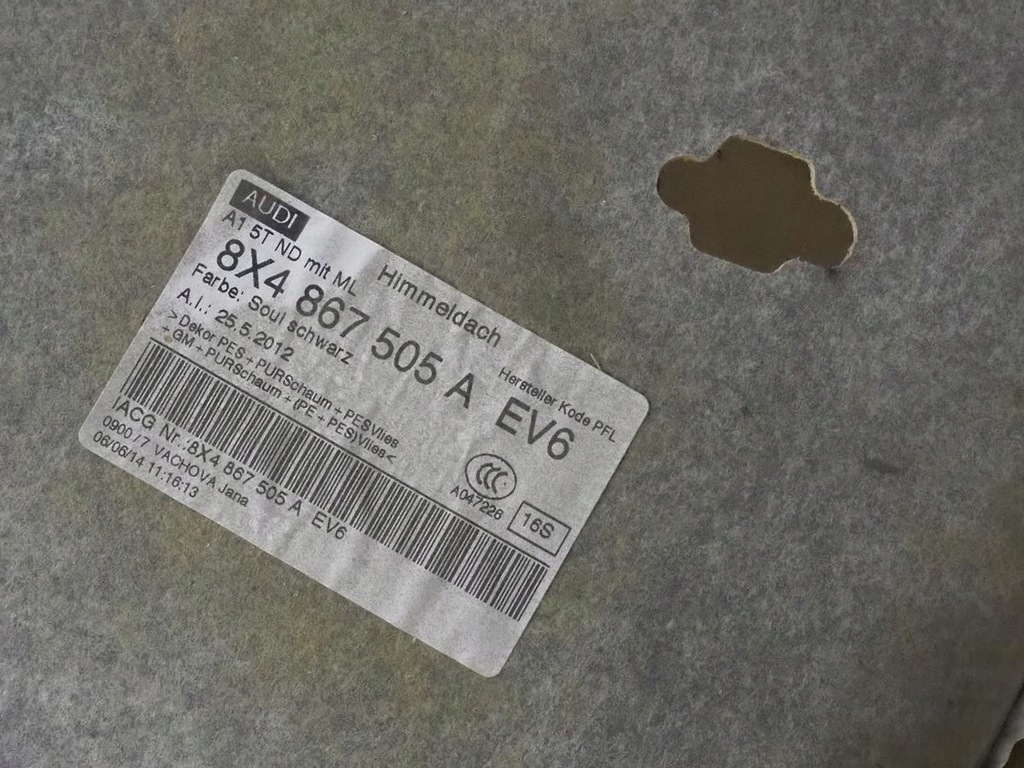 AUDI
A1 5T ND mit ML Himmeldach
8X4 867 505 A EV6
Hersteller Kode PFL
Farbe: Soul schwarz
A.I.: 25.5.2012
>Dekor PES + PURSchaum + PESVlies
+ GM + PURSchaum + (PE + PES)Vlies<
CCC
A047226
16S
IACG Nr.:8X4 867 505 A EV6
0900 / 7 VACHOVA Jana
06/06/14 11:16:13